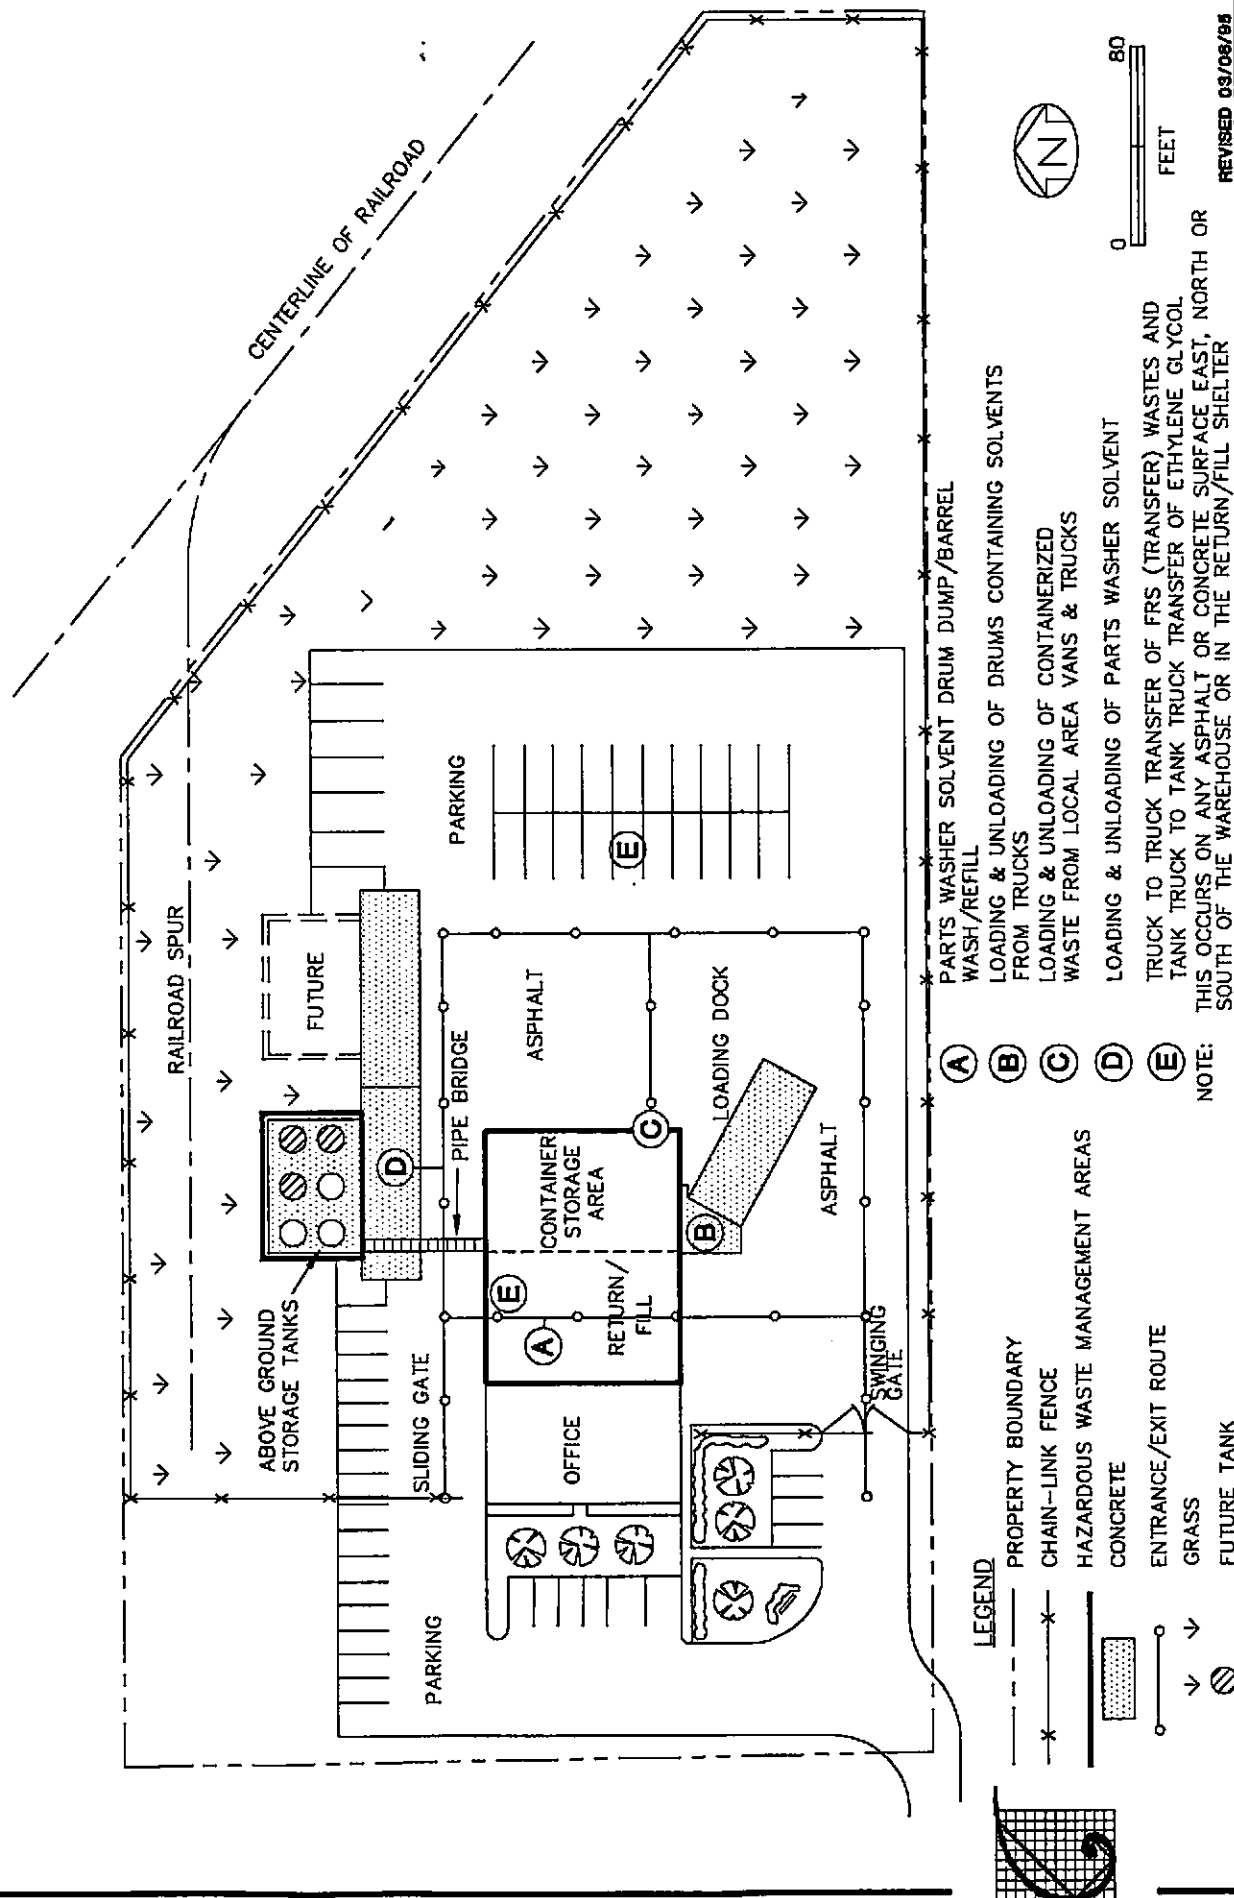 CENTERLINE OF RAILROAD
RAILROAD SPUR
ABOVE GROUND
STORAGE TANKS
FUTURE
PARKING
SLIDING GATE
D
PIPE BRIDGE
ASPHALT
PARKING
E
OFFICE
A
E
RETURN/
FILL
CONTAINER
STORAGE
AREA
C
B
LOADING DOCK
ASPHALT
SWINGING
GATE
LEGEND
PROPERTY BOUNDARY
CHAIN-LINK FENCE
HAZARDOUS WASTE MANAGEMENT AREAS
CONCRETE
ENTRANCE/EXIT ROUTE
GRASS
FUTURE TANK
A PARTS WASHER SOLVENT DRUM DUMP/BARREL
WASH/REFILL
B LOADING & UNLOADING OF DRUMS CONTAINING SOLVENTS
FROM TRUCKS
C LOADING & UNLOADING OF CONTAINERIZED
WASTE FROM LOCAL AREA VANS & TRUCKS
D LOADING & UNLOADING OF PARTS WASHER SOLVENT
E TRUCK TO TRUCK TRANSFER OF FRS (TRANSFER) WASTES AND
TANK TRUCK TO TANK TRUCK TRANSFER OF ETHYLENE GLYCOL
NOTE: THIS OCCURS ON ANY ASPHALT OR CONCRETE SURFACE EAST, NORTH OR
SOUTH OF THE WAREHOUSE OR IN THE RETURN/FILL SHELTER
N
0 80
FEET
REVISED 03/06/95